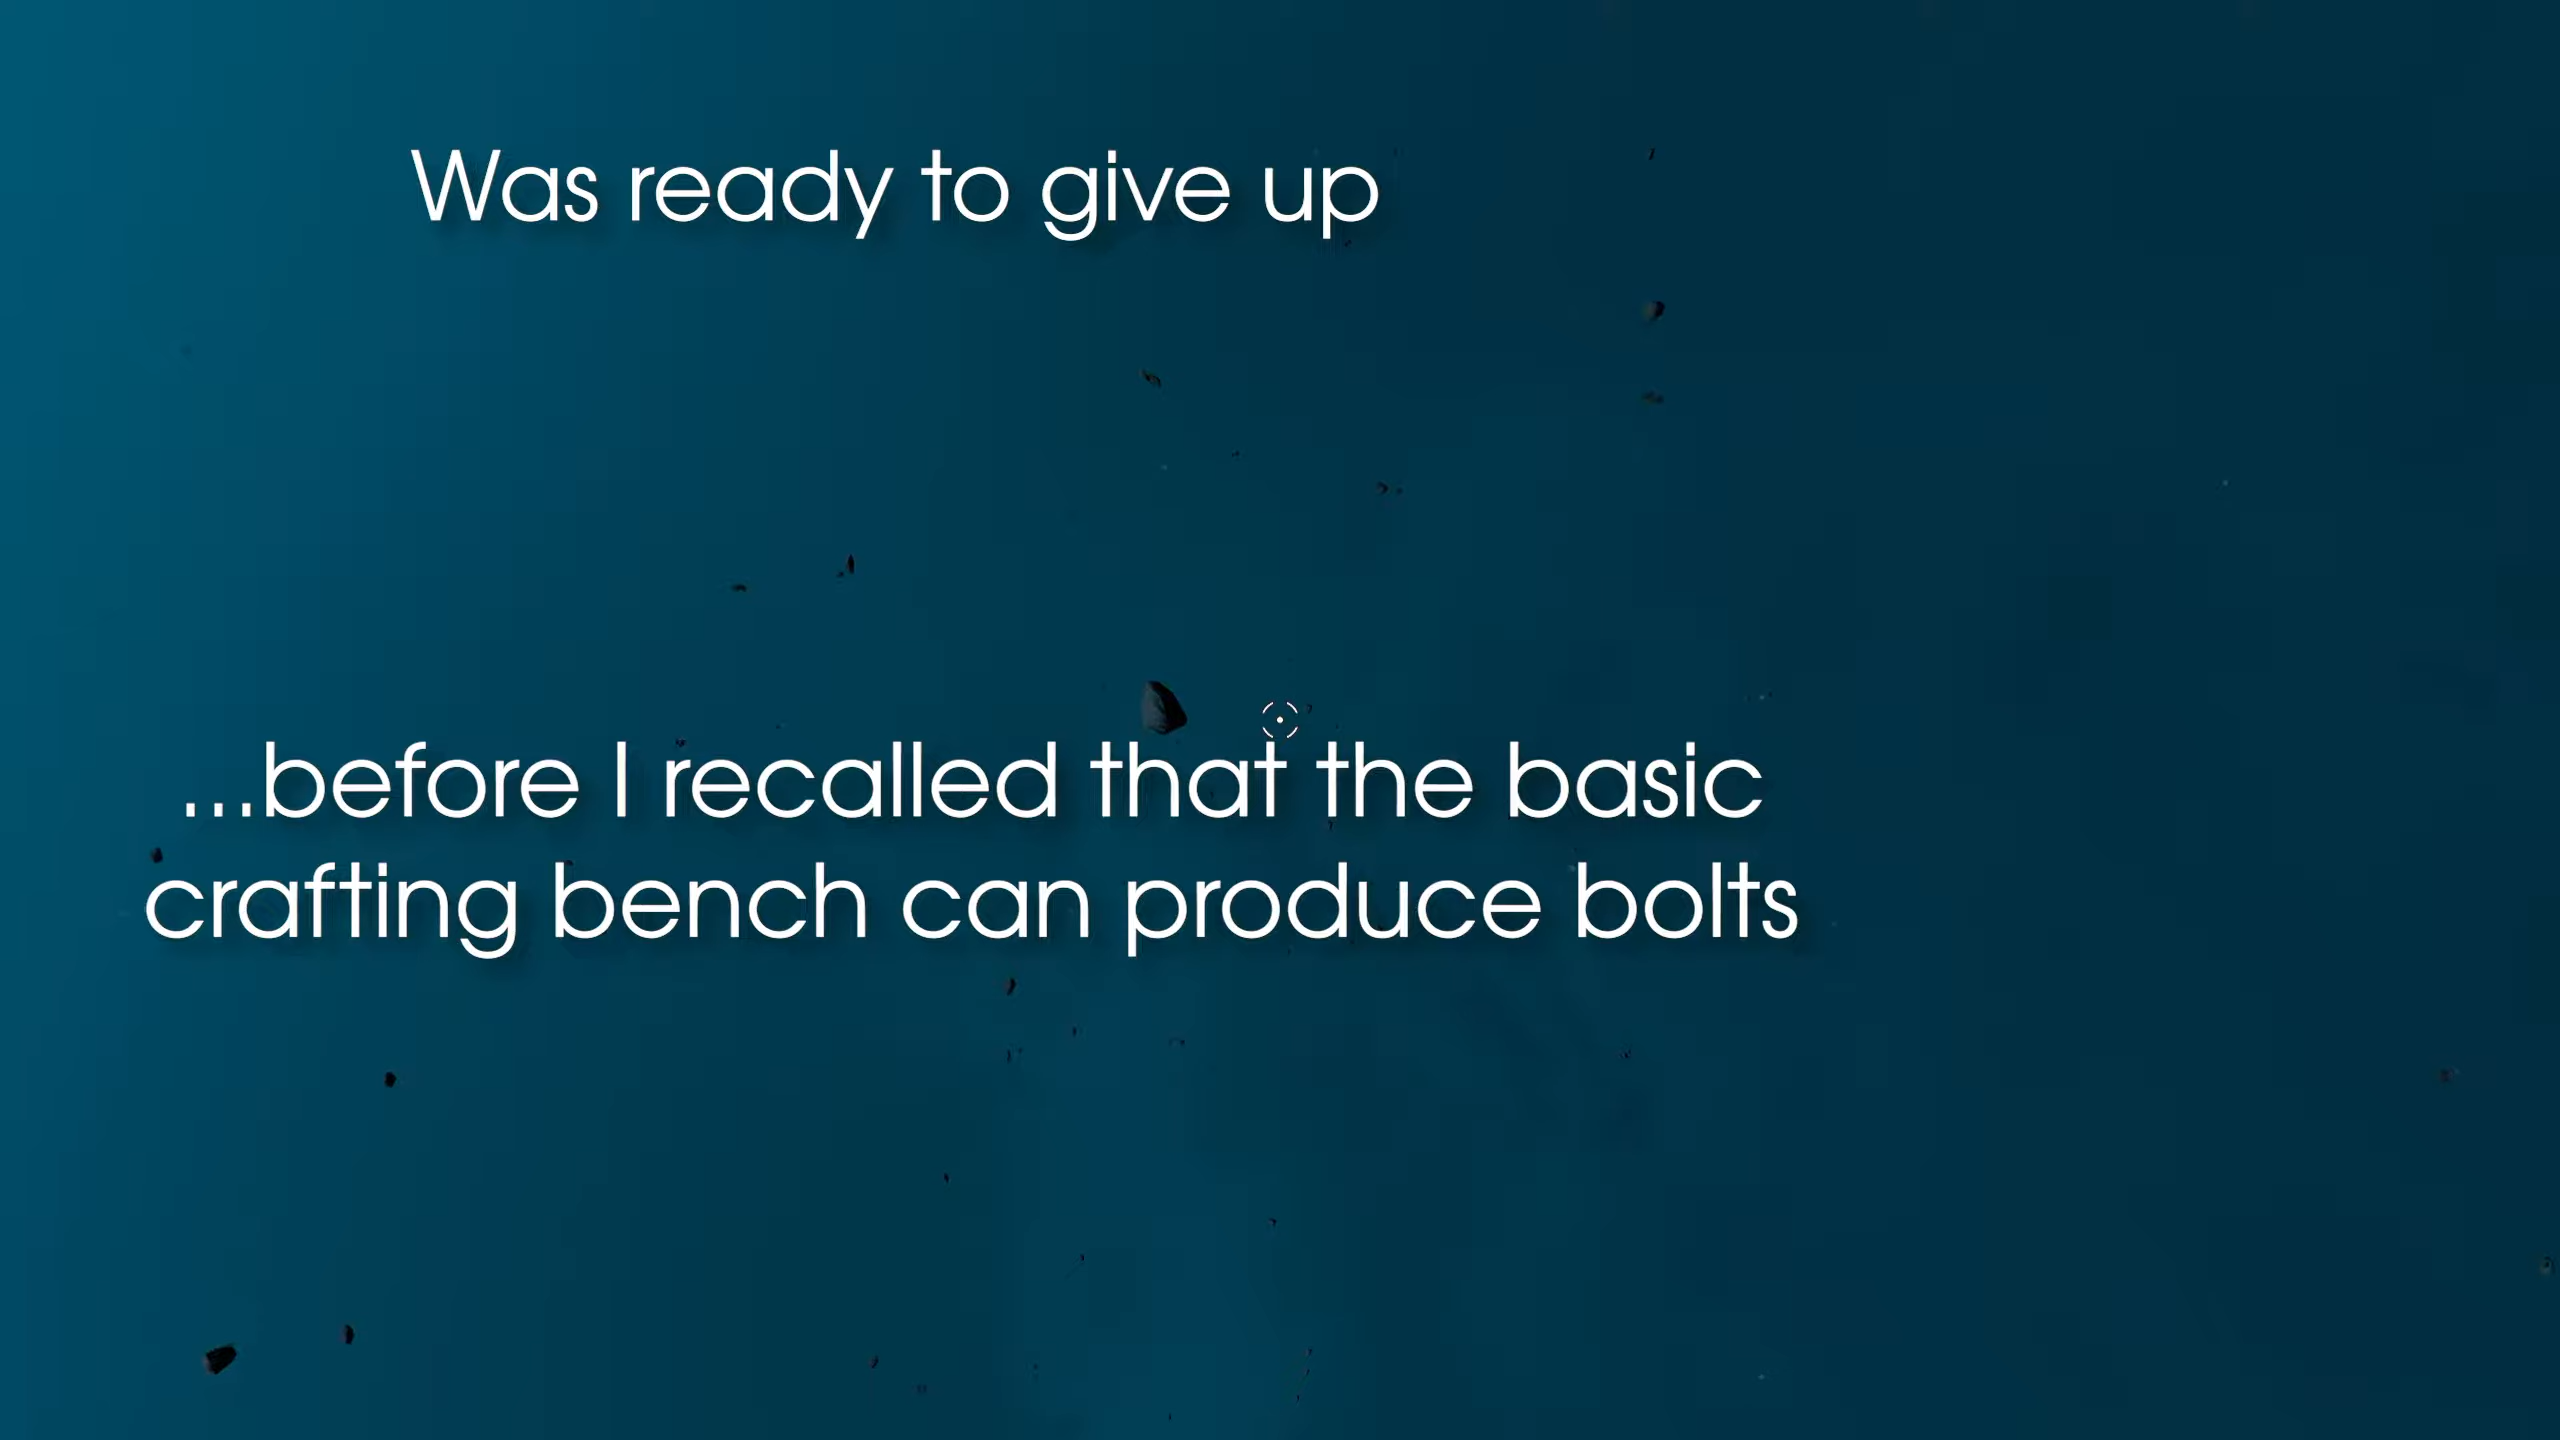 Was ready to give up
...before I recalled that the basic
crafting bench can produce bolts